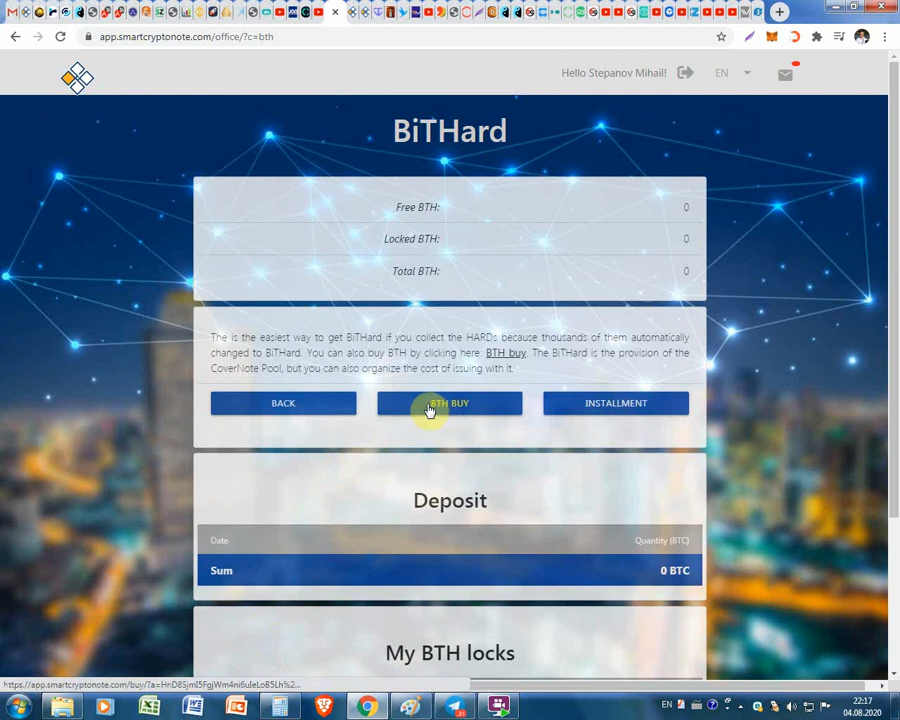 app.smartcryptonote.com/office/?c=bth
Hello Stepanov Mihail!
EN
BiTHard
Free BTH: 0
Locked BTH: 0
Total BTH: 0
The is the easiest way to get BiTHard if you collect the HARDs because thousands of them automatically
changed to BiTHard. You can also buy BTH by clicking here: BTH buy. The BiTHard is the provision of the
CoverNote Pool, but you can also organize the cost of issuing with it.
BACK
BTH BUY
INSTALLMENT
Deposit
Date Quantity (BTC)
Sum 0 BTC
My BTH locks
EN
22:17
04.08.2020